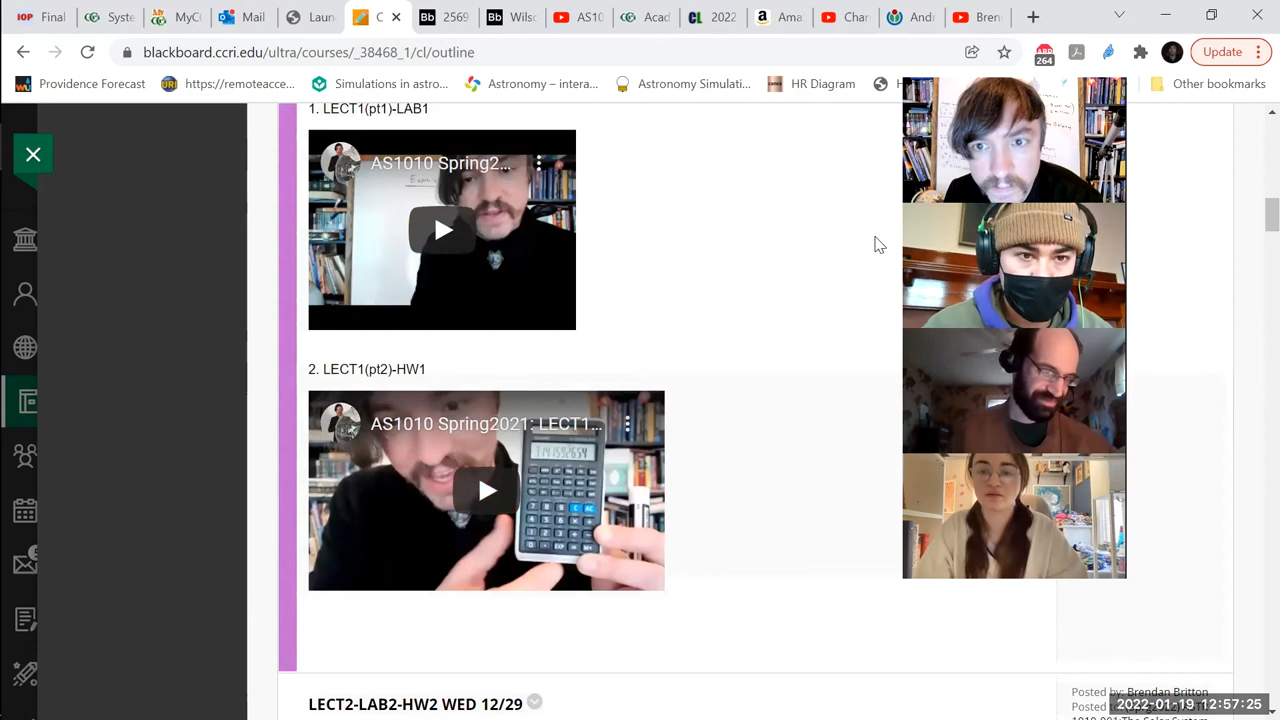 Final
Syste
MyC
Mail
Laun
C
2569
Wils
AS10
Acad
2022
Ama
Char
Andr
Bren
blackboard.ccri.edu/ultra/courses/_38468_1/cl/outline
264
Update
Providence Forecast
https://remoteacce...
Simulations in astro...
Astronomy – intera...
Astronomy Simulati...
HR Diagram
Other bookmarks
1. LECT1(pt1)-LAB1
AS1010 Spring2...
2. LECT1(pt2)-HW1
AS1010 Spring2021: LECT1...
3.141592654
LECT2-LAB2-HW2 WED 12/29
Posted by: Brendan Britton
2022-01-19 12:57:25